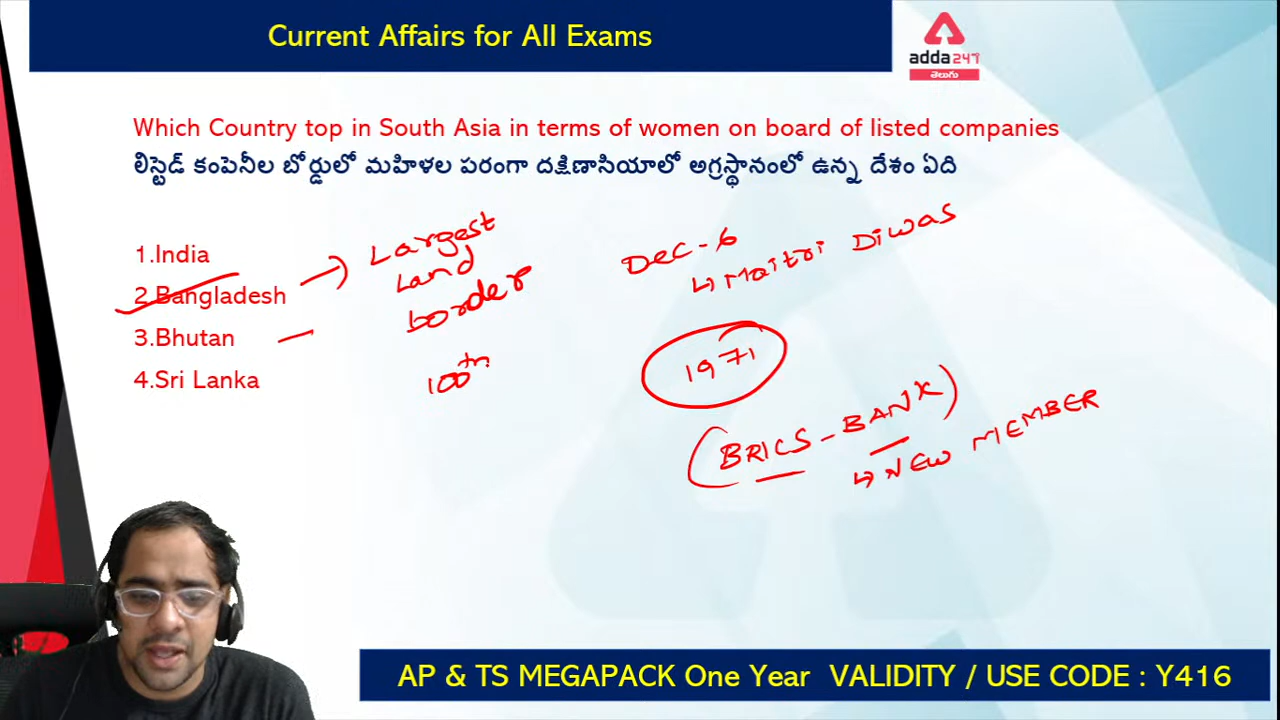 Current Affairs for All Exams
adda247
తెలుగు
Which Country top in South Asia in terms of women on board of listed companies
లిస్టెడ్ కంపెనీల బోర్డులో మహిళల పరంగా దక్షిణాసియాలో అగ్రస్థానంలో ఉన్న దేశం ఏది
1.India
2.Bangladesh
3.Bhutan
4.Sri Lanka
Largest
Land
border
100th
Dec-6
↳ Maitri Diwas
1971
(BRICS-BANK)
↳ NEW MEMBER
AP & TS MEGAPACK One Year VALIDITY / USE CODE : Y416